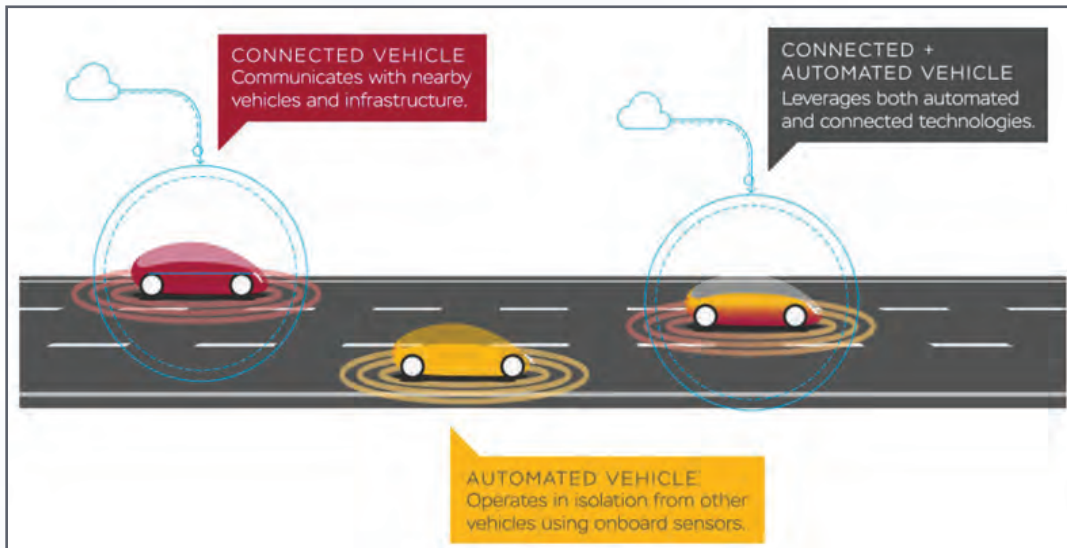 CONNECTED VEHICLE
Communicates with nearby
vehicles and infrastructure.
CONNECTED +
AUTOMATED VEHICLE
Leverages both automated
and connected technologies.
AUTOMATED VEHICLE
Operates in isolation from other
vehicles using onboard sensors.